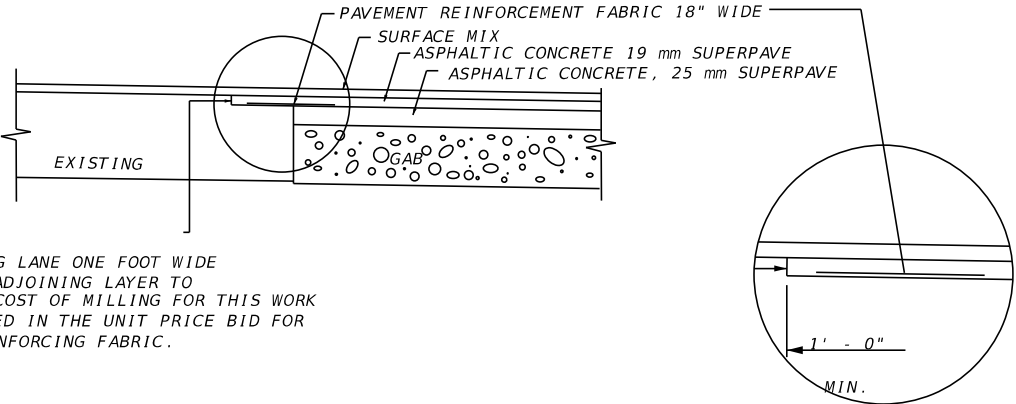 PAVEMENT REINFORCEMENT FABRIC 18" WIDE
SURFACE MIX
ASPHALTIC CONCRETE 19 mm SUPERPAVE
ASPHALTIC CONCRETE, 25 mm SUPERPAVE
EXISTING
GAB
LANE ONE FOOT WIDE
ADJOINING LAYER TO
COST OF MILLING FOR THIS WORK
IN THE UNIT PRICE BID FOR
FABRIC.
1' - 0"
MIN.